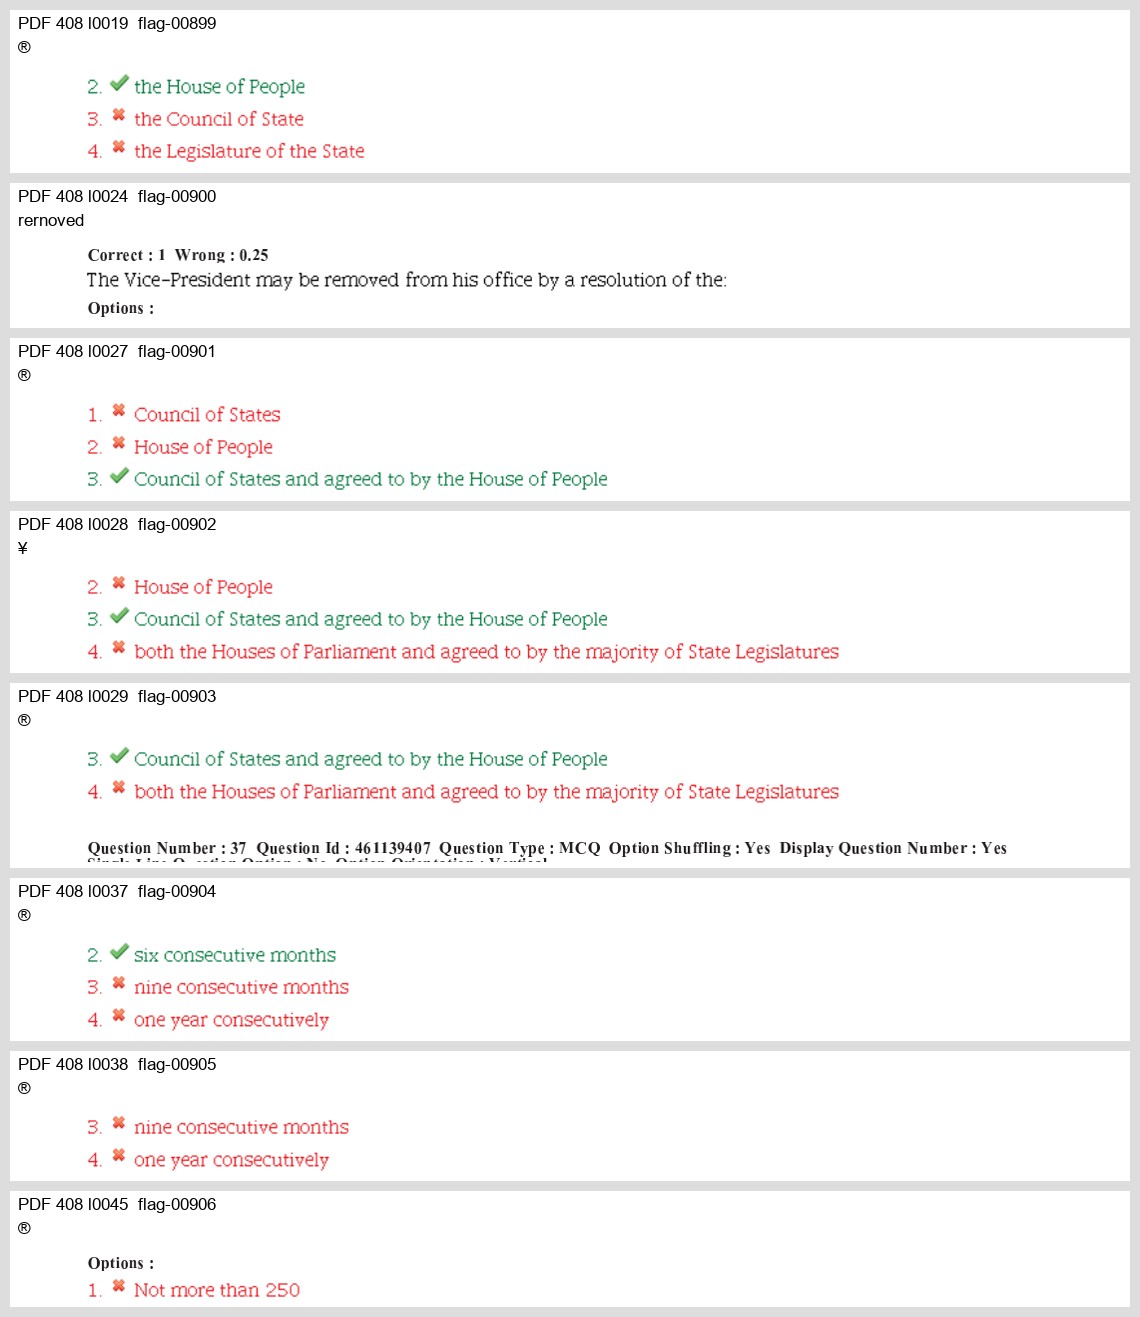 PDF 408 l0019 flag-00899
®
2. ✔ the House of People
3. ✖ the Council of State
4. ✖ the Legislature of the State
PDF 408 l0024 flag-00900
rernoved
Correct : 1 Wrong : 0.25
The Vice-President may be removed from his office by a resolution of the:
Options :
PDF 408 l0027 flag-00901
®
1. ✖ Council of States
2. ✖ House of People
3. ✔ Council of States and agreed to by the House of People
PDF 408 l0028 flag-00902
¥
2. ✖ House of People
3. ✔ Council of States and agreed to by the House of People
4. ✖ both the Houses of Parliament and agreed to by the majority of State Legislatures
PDF 408 l0029 flag-00903
®
3. ✔ Council of States and agreed to by the House of People
4. ✖ both the Houses of Parliament and agreed to by the majority of State Legislatures
Question Number : 37 Question Id : 461139407 Question Type : MCQ Option Shuffling : Yes Display Question Number : Yes
PDF 408 l0037 flag-00904
®
2. ✔ six consecutive months
3. ✖ nine consecutive months
4. ✖ one year consecutively
PDF 408 l0038 flag-00905
®
3. ✖ nine consecutive months
4. ✖ one year consecutively
PDF 408 l0045 flag-00906
®
Options :
1. ✖ Not more than 250